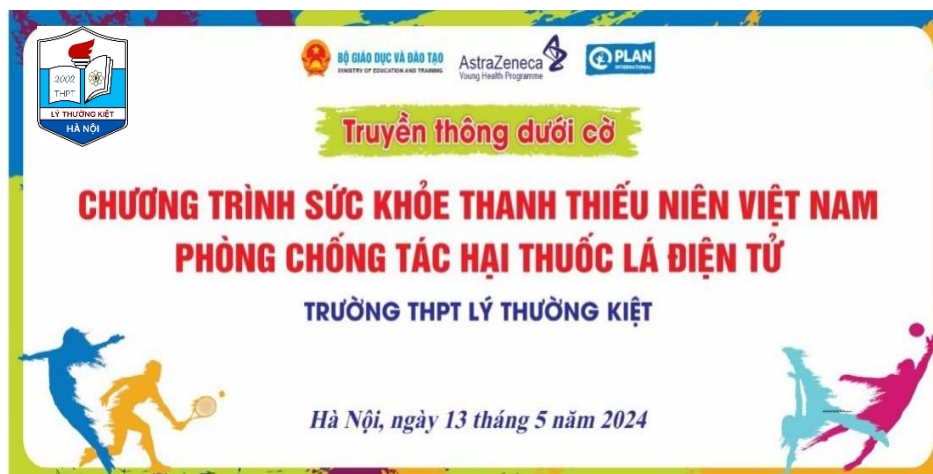 2002
THPT
LÝ THƯỜNG KIỆT
HÀ NỘI
BỘ GIÁO DỤC VÀ ĐÀO TẠO
MINISTRY OF EDUCATION AND TRAINING
AstraZeneca
Young Health Programme
PLAN
INTERNATIONAL
Truyền thông dưới cờ
CHƯƠNG TRÌNH SỨC KHỎE THANH THIẾU NIÊN VIỆT NAM
PHÒNG CHỐNG TÁC HẠI THUỐC LÁ ĐIỆN TỬ
TRƯỜNG THPT LÝ THƯỜNG KIỆT
Hà Nội, ngày 13 tháng 5 năm 2024